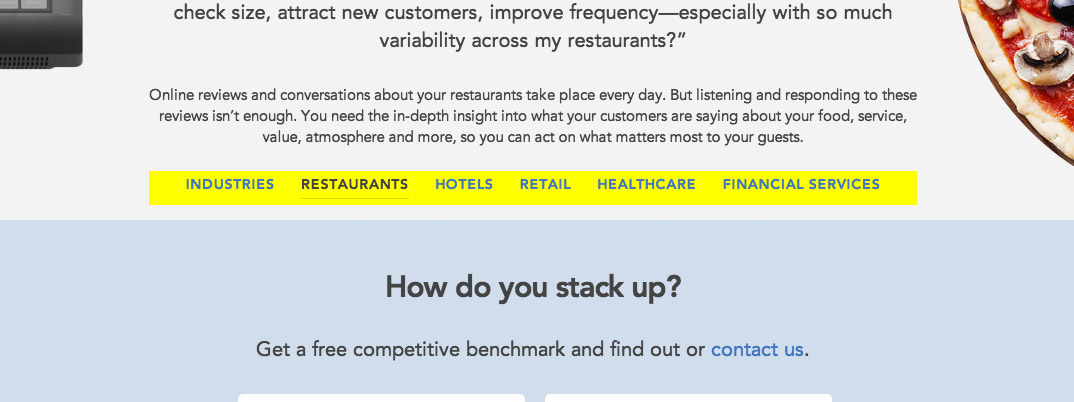 check size, attract new customers, improve frequency—especially with so much
variability across my restaurants?”
Online reviews and conversations about your restaurants take place every day. But listening and responding to these
reviews isn’t enough. You need the in-depth insight into what your customers are saying about your food, service,
value, atmosphere and more, so you can act on what matters most to your guests.
INDUSTRIES RESTAURANTS HOTELS RETAIL HEALTHCARE FINANCIAL SERVICES
How do you stack up?
Get a free competitive benchmark and find out or contact us.